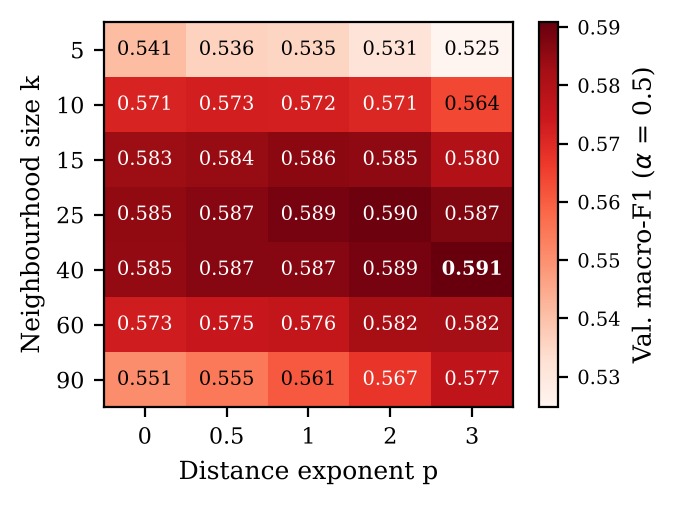 Neighbourhood size k
5 0.541 0.536 0.535 0.531 0.525
10 0.571 0.573 0.572 0.571 0.564
15 0.583 0.584 0.586 0.585 0.580
25 0.585 0.587 0.589 0.590 0.587
40 0.585 0.587 0.587 0.589 0.591
60 0.573 0.575 0.576 0.582 0.582
90 0.551 0.555 0.561 0.567 0.577
0 0.5 1 2 3
Distance exponent p
0.59
0.58
0.57
0.56
0.55
0.54
0.53
Val. macro-F1 (α = 0.5)